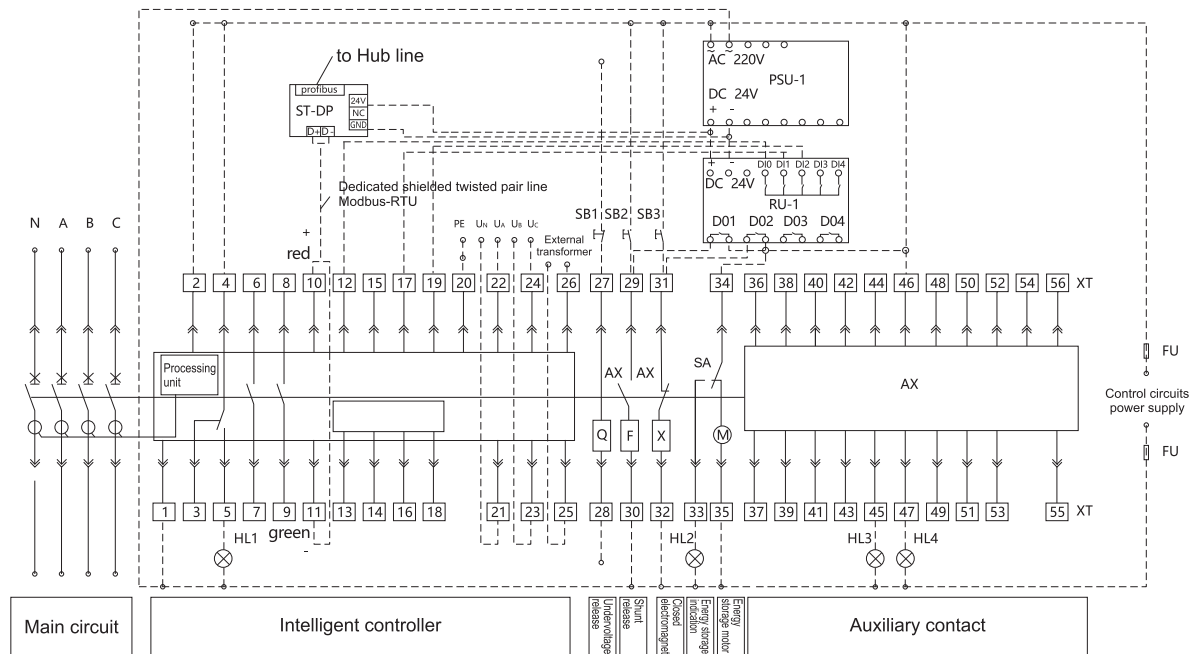 to Hub line
AC 220V
PSU-1
DC 24V
+ -
profibus
ST-DP
24V
NC
GND
D+ D-
+ - DI0 DI1 DI2 DI3 DI4
DC 24V
RU-1
D01 D02 D03 D04
Dedicated shielded twisted pair line
Modbus-RTU
N A B C
+
red
PE UN UA UB UC
External
transformer
SB1 SB2 SB3
2 4 6 8 10 12 15 17 19 20 22 24 26 27 29 31 34 36 38 40 42 44 46 48 50 52 54 56 XT
Processing
unit
SA
AX AX
AX
FU
Control circuits
power supply
FU
Q F X M
1 3 5 7 9 11 13 14 16 18 21 23 25 28 30 32 33 35 37 39 41 43 45 47 49 51 53 55 XT
HL1 green
-
HL2 HL3 HL4
Main circuit
Intelligent controller
Undervoltage
release
Shunt
release
Closed
electromagnet
Energy storage
indication
Energy
storage motor
Auxiliary contact